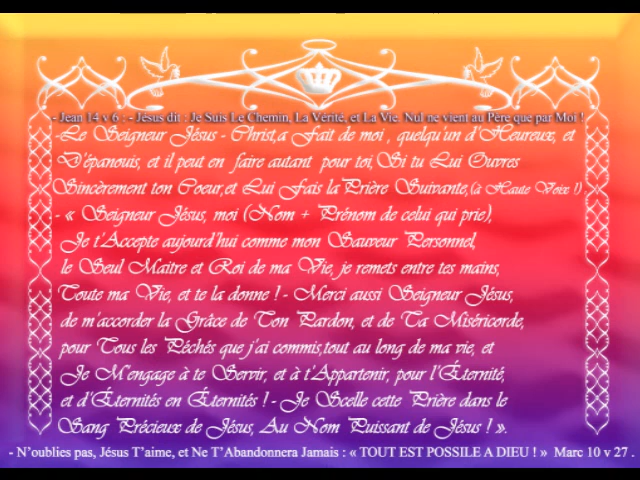 - Jean 14 v 6 : - Jésus dit : Je Suis Le Chemin, La Vérité, et La Vie. Nul ne vient au Père que par Moi !
-Le Seigneur Jésus - Christ,a Fait de moi , quelqu'un d'Heureux, et
D'épanouis, et il peut en faire autant pour toi,Si tu Lui Ouvres
Sincèrement ton Coeur,et Lui Fais la Prière Suivante,(à Haute Voix !)
- « Seigneur Jésus, moi (Nom + Prénom de celui qui prie),
Je t'Accepte aujourd'hui comme mon Sauveur Personnel,
le Seul Maitre et Roi de ma Vie, je remets entre tes mains,
Toute ma Vie, et te la donne ! - Merci aussi Seigneur Jésus,
de m'accorder la Grâce de Ton Pardon, et de Ta Miséricorde,
pour Tous les Péchés que j'ai commis,tout au long de ma vie, et
Je M'engage à te Servir, et à t'Appartenir, pour l'Éternité,
et d'Éternités en Éternités ! - Je Scelle cette Prière dans le
Sang Précieux de Jésus, Au Nom Puissant de Jésus ! ».
- N'oublies pas, Jésus T'aime, et Ne T'Abandonnera Jamais : « TOUT EST POSSILE A DIEU ! » Marc 10 v 27 .